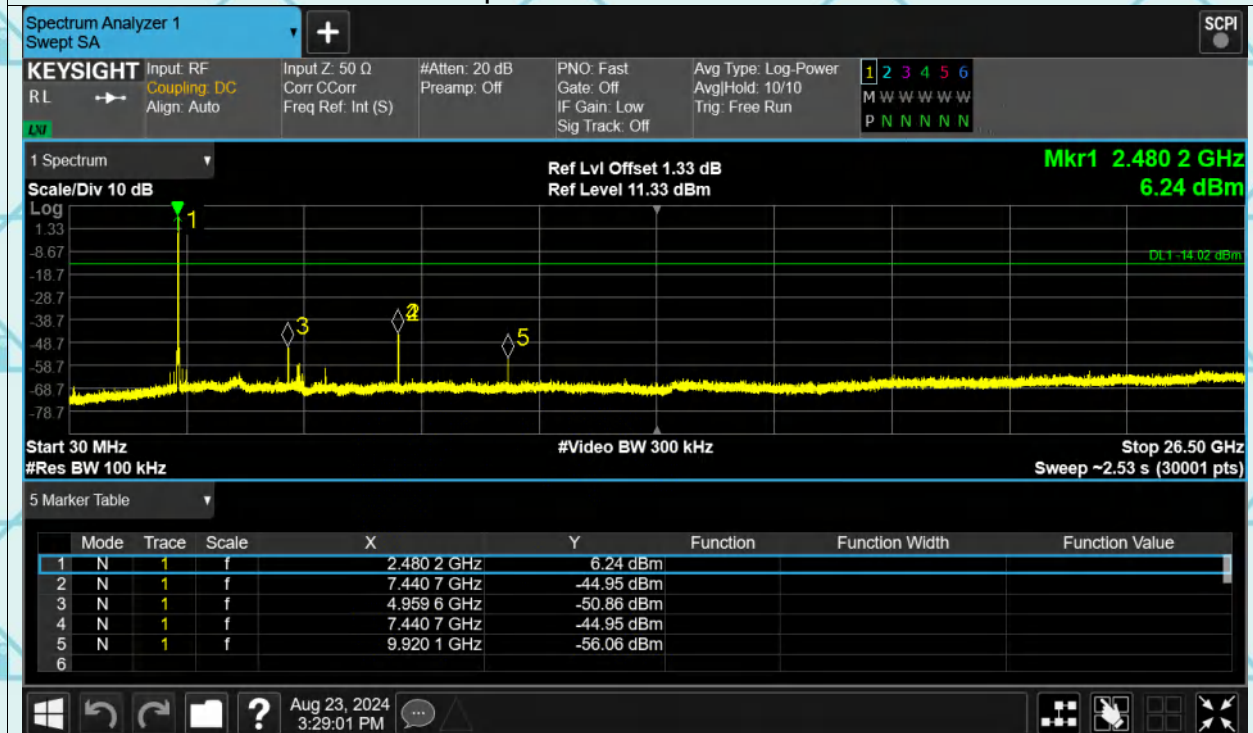 Spectrum Analyzer 1
Swept SA
+
SCPI
KEYSIGHT Input: RF Input Z: 50 Ω #Atten: 20 dB PNO: Fast Avg Type: Log-Power 1 2 3 4 5 6
RL Coupling: DC Corr CCorr Preamp: Off Gate: Off Avg|Hold: 10/10 M W W W W W
Align: Auto Freq Ref: Int (S) IF Gain: Low Trig: Free Run
LXI Sig Track: Off P N N N N N
1 Spectrum Ref Lvl Offset 1.33 dB Mkr1 2.480 2 GHz
Scale/Div 10 dB Ref Level 11.33 dBm 6.24 dBm
Log
1
1.33
-8.67
DL1 -14.02 dBm
-18.7
-28.7
-38.7
3
-48.7
5
-58.7
-68.7
-78.7
Start 30 MHz #Video BW 300 kHz Stop 26.50 GHz
#Res BW 100 kHz Sweep ~2.53 s (30001 pts)
5 Marker Table
Mode Trace Scale X Y Function Function Width Function Value
1 N 1 f 2.480 2 GHz 6.24 dBm
2 N 1 f 7.440 7 GHz -44.95 dBm
3 N 1 f 4.959 6 GHz -50.86 dBm
4 N 1 f 7.440 7 GHz -44.95 dBm
5 N 1 f 9.920 1 GHz -56.06 dBm
6
? Aug 23, 2024
3:29:01 PM